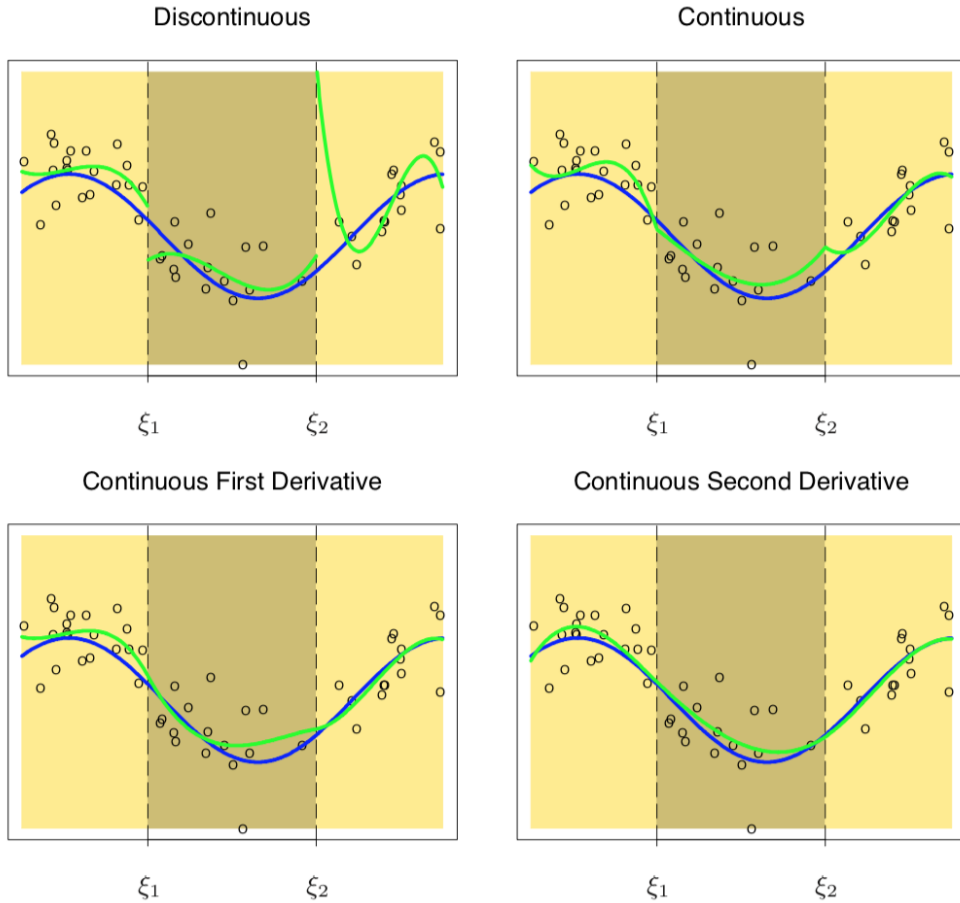 Discontinuous
Continuous
ξ1
ξ2
ξ1
ξ2
Continuous First Derivative
Continuous Second Derivative
ξ1
ξ2
ξ1
ξ2